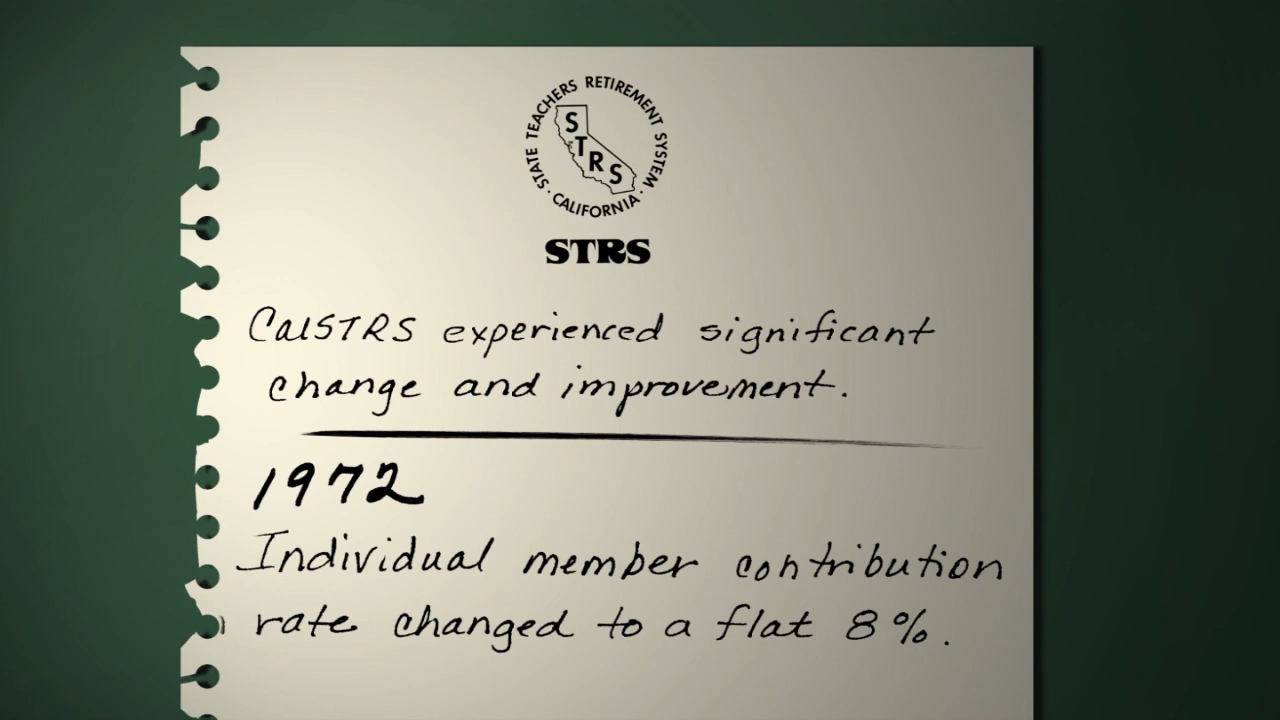 STATE TEACHERS RETIREMENT SYSTEM
· CALIFORNIA ·
S
T
R
S
STRS
CalSTRS experienced significant
change and improvement.
1972
Individual member contribution
rate changed to a flat 8%.